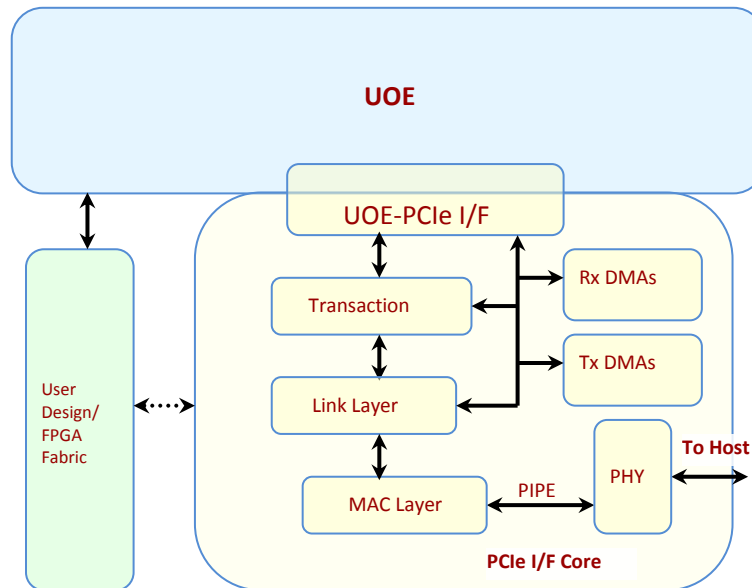 UOE
UOE-PCIe I/F
Rx DMAs
Transaction
Tx DMAs
User
Design/
FPGA
Fabric
Link Layer
To Host
PHY
PIPE
MAC Layer
PCIe I/F Core